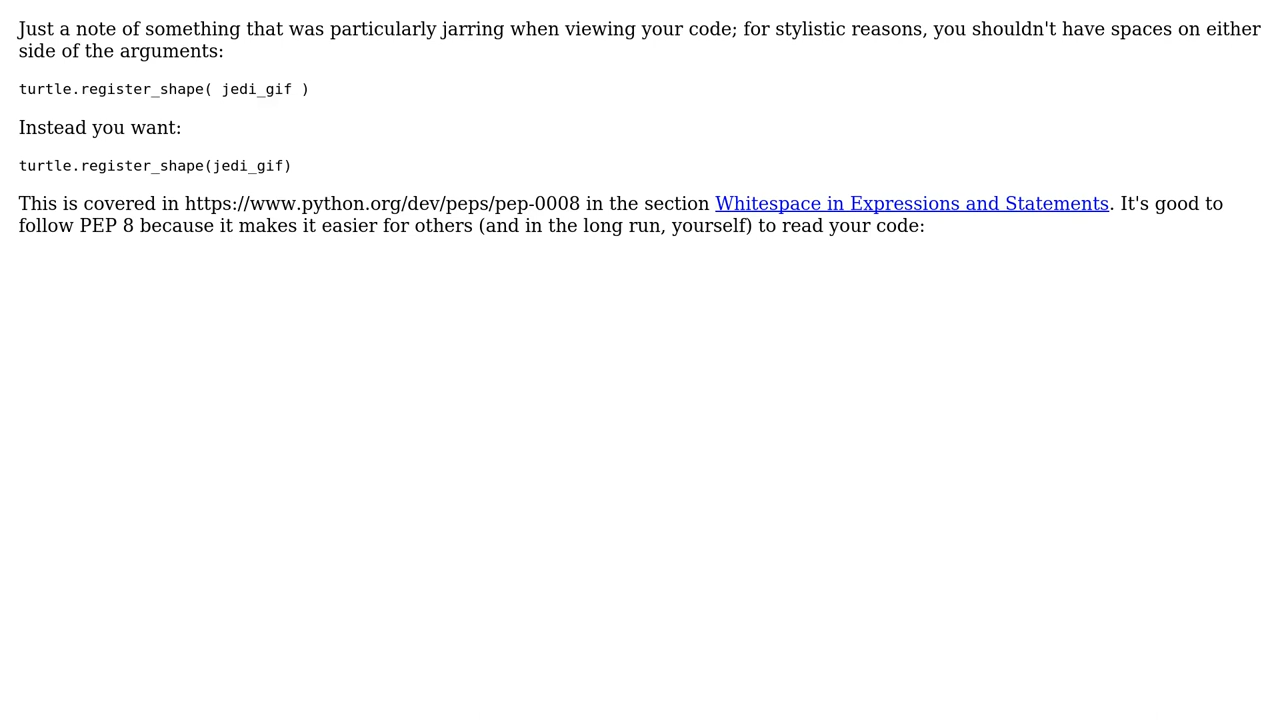 Just a note of something that was particularly jarring when viewing your code; for stylistic reasons, you shouldn't have spaces on either
side of the arguments:
turtle.register_shape( jedi_gif )
Instead you want:
turtle.register_shape(jedi_gif)
This is covered in https://www.python.org/dev/peps/pep-0008 in the section Whitespace in Expressions and Statements. It's good to
follow PEP 8 because it makes it easier for others (and in the long run, yourself) to read your code: